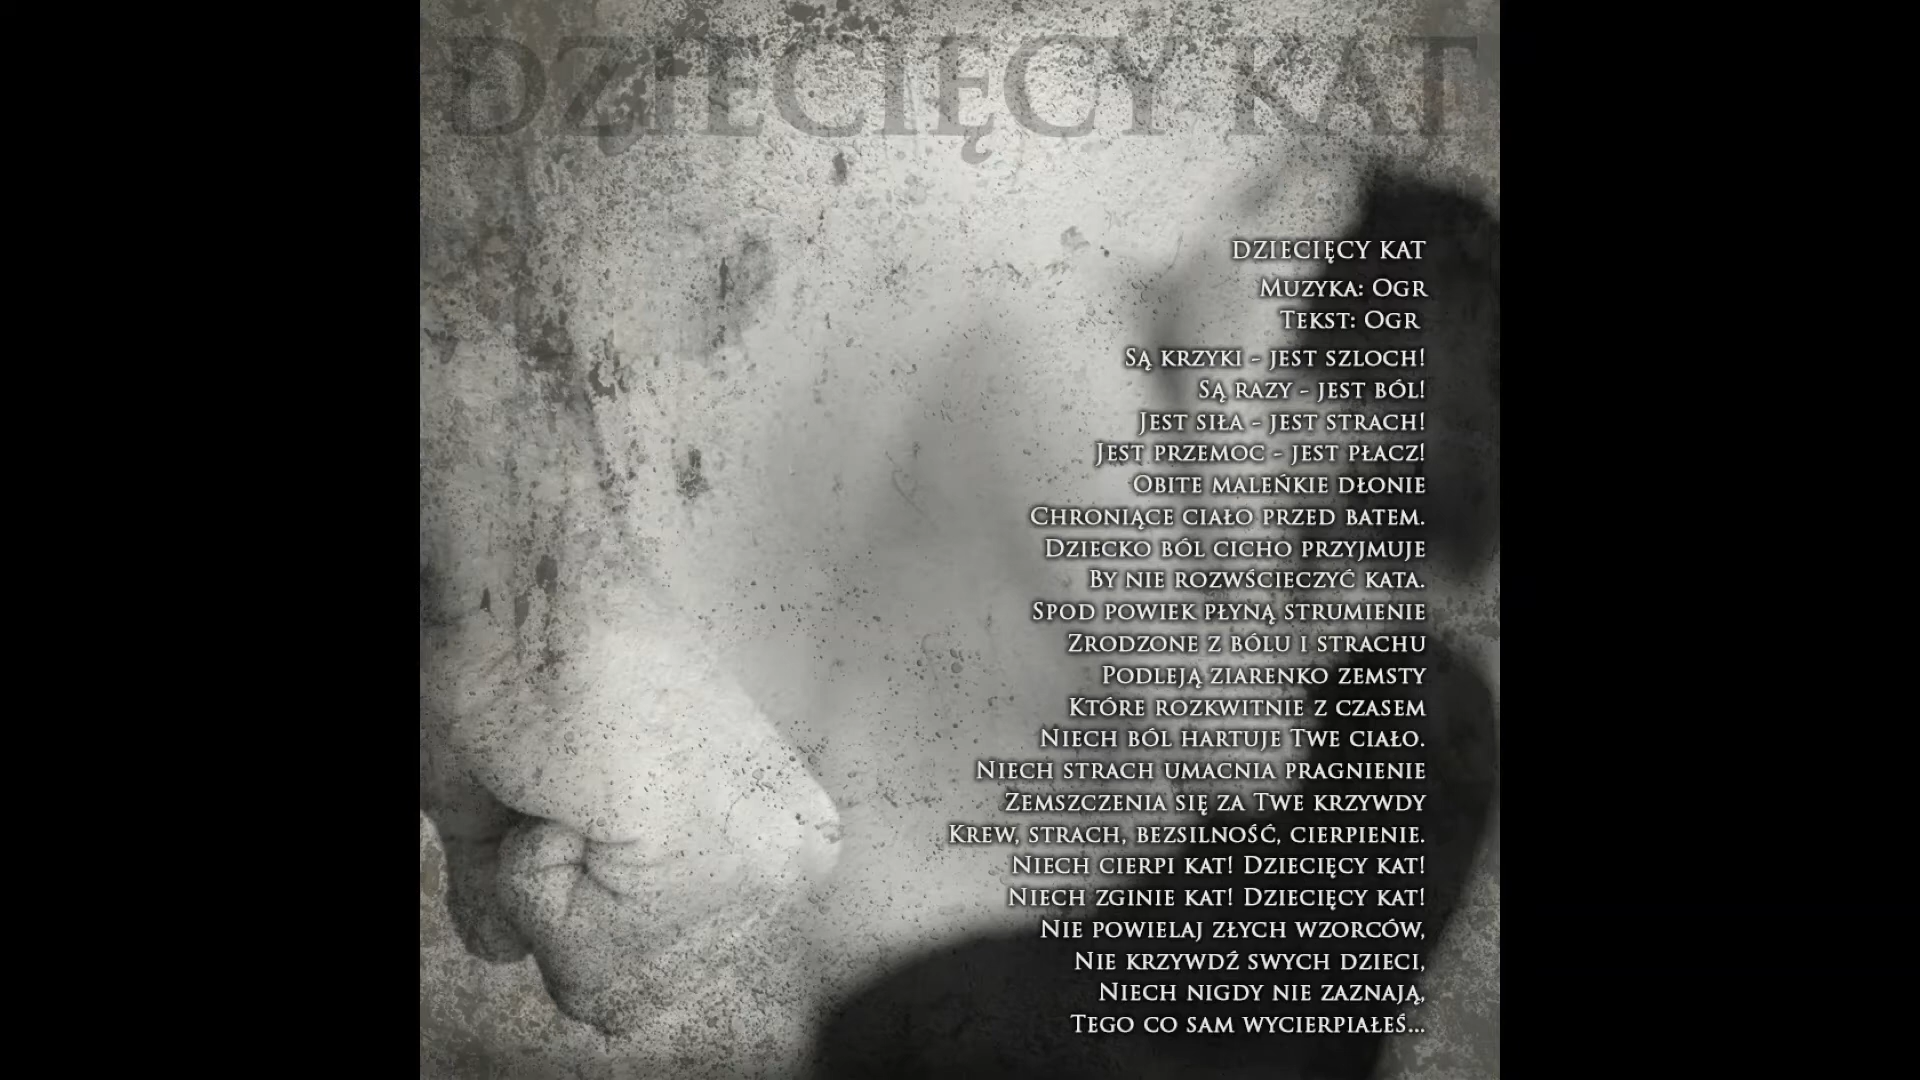 DZIECIĘCY KAT
DZIECIĘCY KAT
Muzyka: Ogr
Tekst: Ogr
Są krzyki - jest szloch!
Są razy - jest ból!
Jest siła - jest strach!
Jest przemoc - jest płacz!
Obite maleńkie dłonie
Chroniące ciało przed batem.
Dziecko ból cicho przyjmuje
By nie rozwścieczyć kata.
Spod powiek płyną strumienie
Zrodzone z bólu i strachu
Podleją ziarenko zemsty
Które rozkwitnie z czasem
Niech ból hartuje Twe ciało.
Niech strach umacnia pragnienie
Zemszczenia się za Twe krzywdy
Krew, strach, bezsilność, cierpienie.
Niech cierpi kat! Dziecięcy kat!
Niech zginie kat! Dziecięcy kat!
Nie powielaj złych wzorców,
Nie krzywdź swych dzieci,
Niech nigdy nie zaznają,
Tego co sam wycierpiałeś...